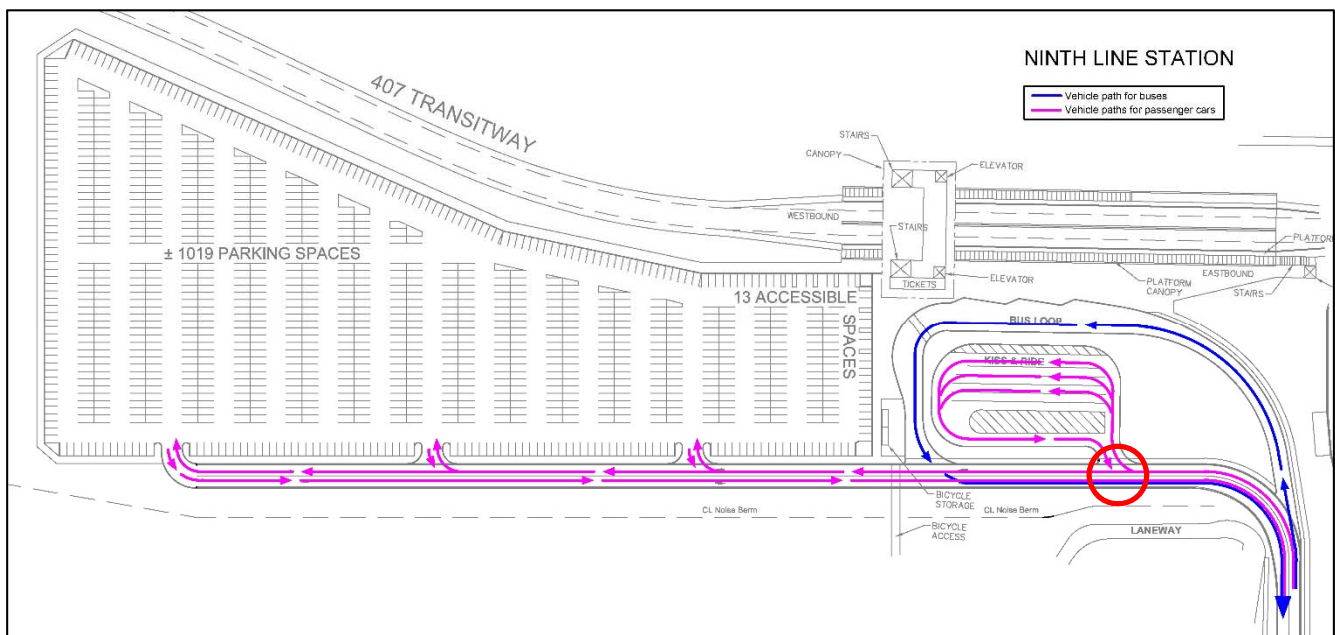 NINTH LINE STATION
Vehicle path for buses
Vehicle paths for passenger cars
407 TRANSITWAY
STAIRS
CANOPY
ELEVATOR
WESTBOUND
STAIRS
PLATFORM
± 1019 PARKING SPACES
EASTBOUND
ELEVATOR
TICKETS
PLATFORM
CANOPY
STAIRS
13 ACCESSIBLE
SPACES
BUS LOOP
KISS & RIDE
BICYCLE
STORAGE
CL Noise Berm
CL Noise Berm
BICYCLE
ACCESS
LANEWAY